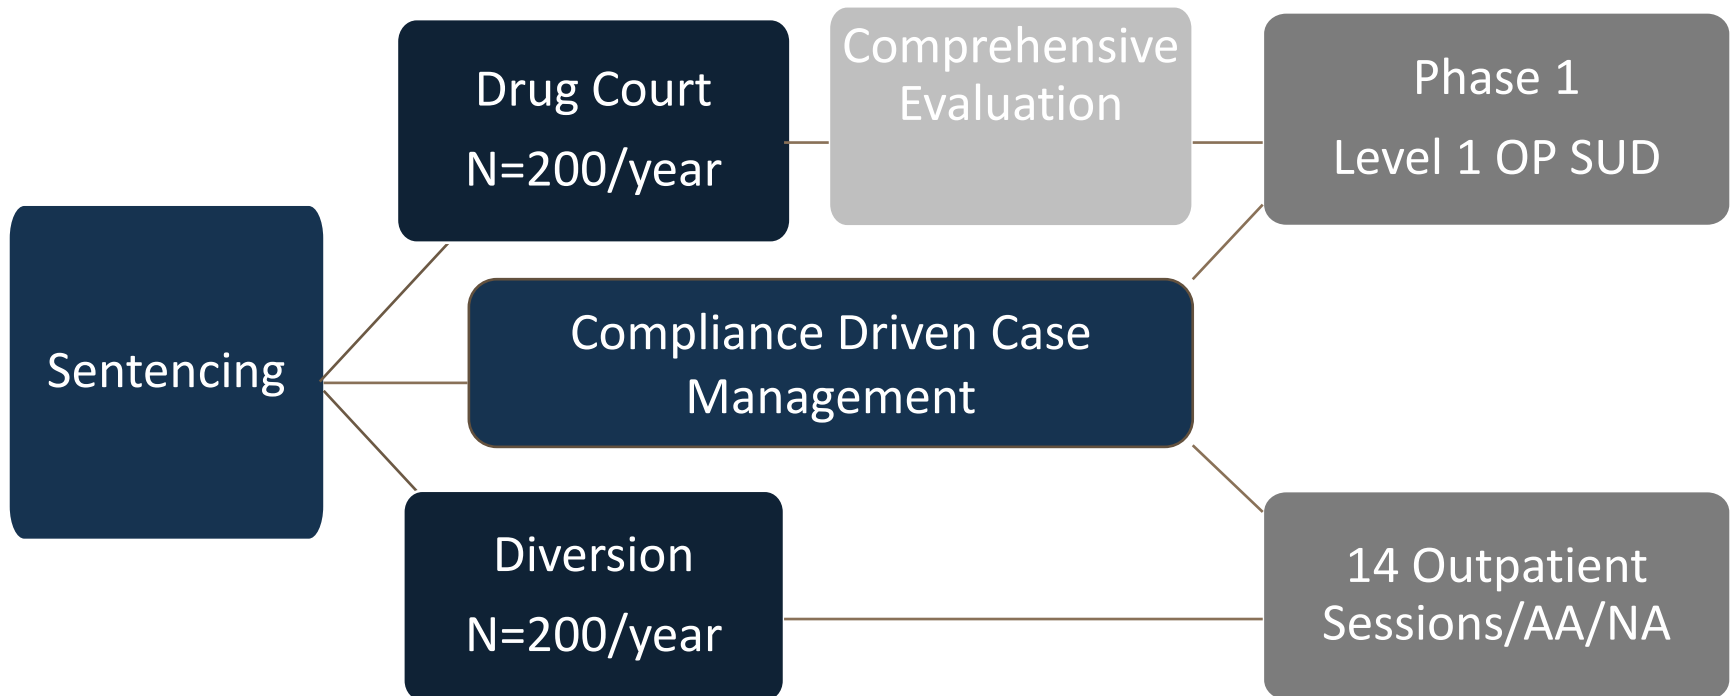 Drug Court
N=200/year
Comprehensive
Evaluation
Phase 1
Level 1 OP SUD
Sentencing
Compliance Driven Case
Management
Diversion
N=200/year
14 Outpatient
Sessions/AA/NA